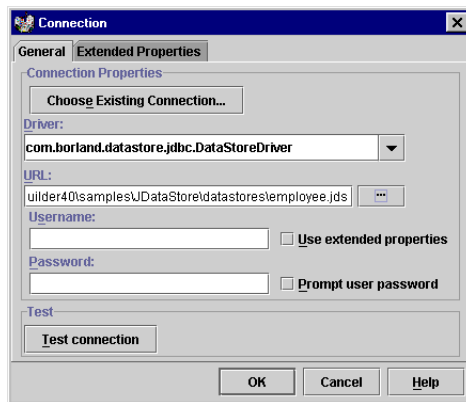 Connection
General Extended Properties
Connection Properties
Choose Existing Connection...
Driver:
com.borland.datastore.jdbc.DataStoreDriver
URL:
uilder40\samples\JDataStore\datastores\employee.jds ...
Username:
Use extended properties
Password:
Prompt user password
Test
Test connection
OK Cancel Help